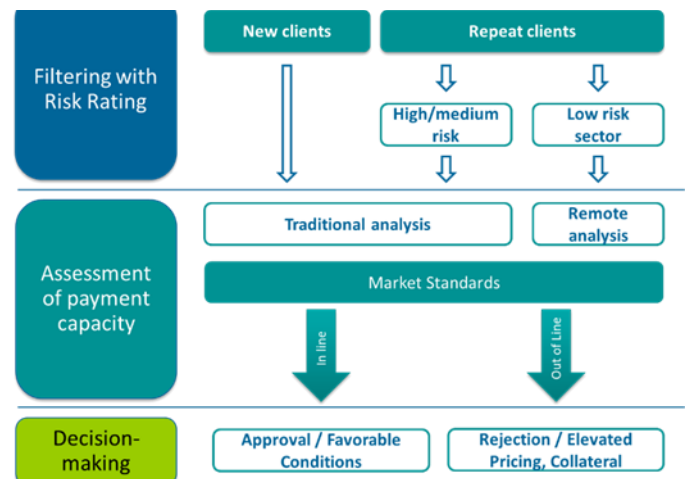 New clients
Repeat clients
Filtering with
Risk Rating
High/medium
risk
Low risk
sector
Traditional analysis
Remote
analysis
Assessment
of payment
capacity
Market Standards
In line
Out of Line
Decision-
making
Approval / Favorable
Conditions
Rejection / Elevated
Pricing, Collateral